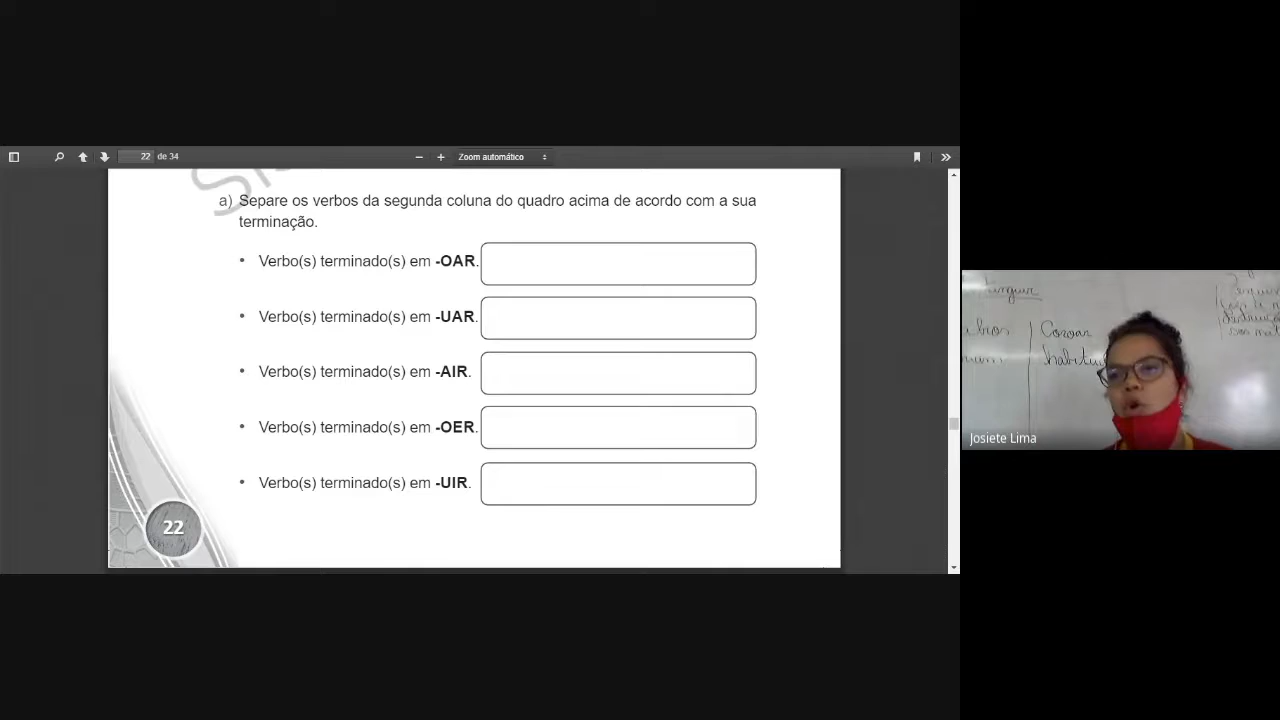 22 de 34
Zoom automático
a) Separe os verbos da segunda coluna do quadro acima de acordo com a sua
terminação.
• Verbo(s) terminado(s) em -OAR.
• Verbo(s) terminado(s) em -UAR.
• Verbo(s) terminado(s) em -AIR.
• Verbo(s) terminado(s) em -OER.
• Verbo(s) terminado(s) em -UIR.
22
Coroar
Josiete Lima